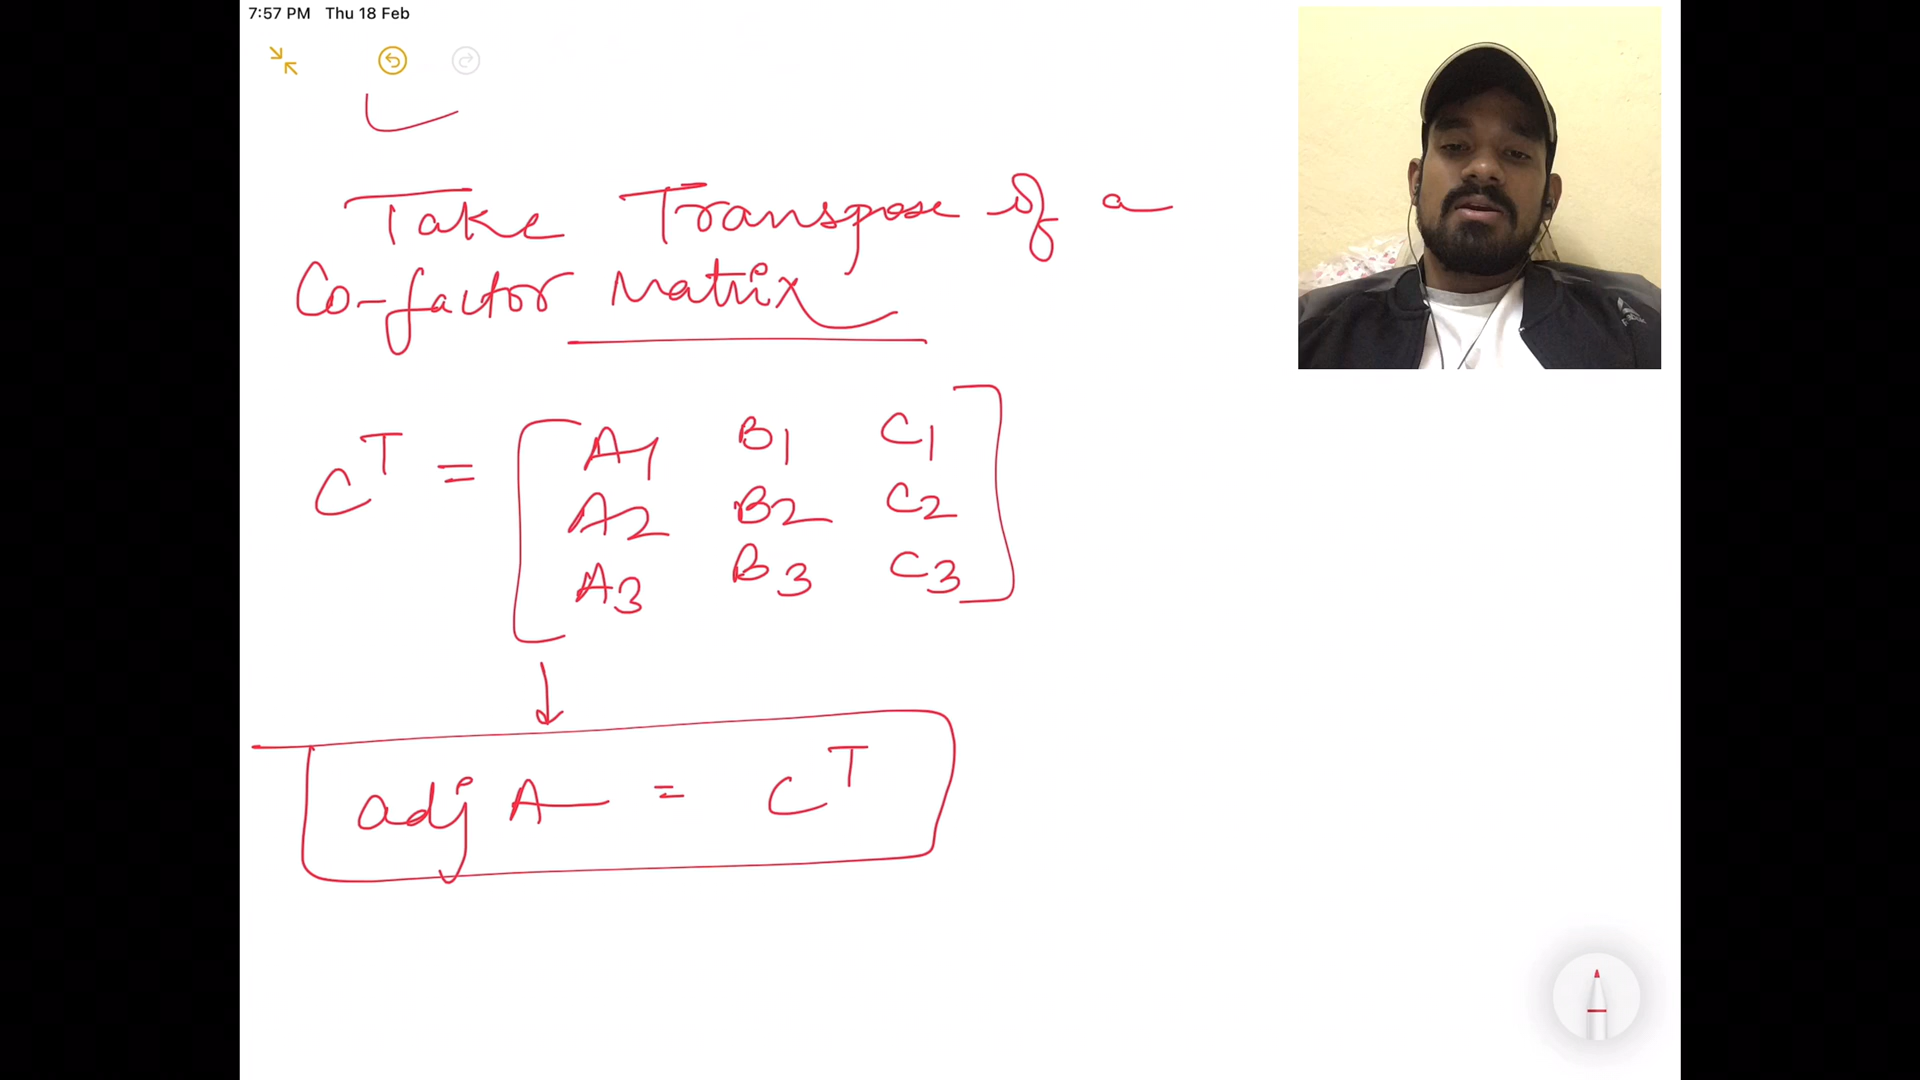 7:57 PM Thu 18 Feb
Take Transpose of a
Co-factor Matrix
C^T = [ A1 B1 C1
A2 B2 C2
A3 B3 C3 ]
adj A = C^T